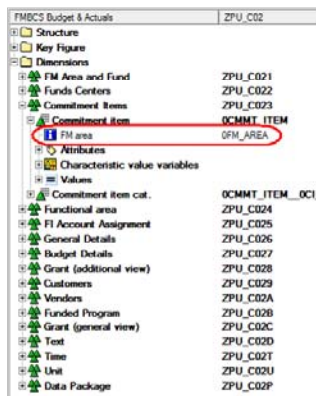 FMBCS Budget & Actuals ZPU_C02
Structure
Key Figure
Dimensions
FM Area and Fund ZPU_C021
Funds Centers ZPU_C022
Commitment Items ZPU_C023
Commitment item 0CMMT_ITEM
FM area 0FM_AREA
Attributes
Characteristic value variables
Values
Commitment item cat. 0CMMT_ITEM__0CI
Functional area ZPU_C024
FI Account Assignment ZPU_C025
General Details ZPU_C026
Budget Details ZPU_C027
Grant (additional view) ZPU_C028
Customers ZPU_C029
Vendors ZPU_C02A
Funded Program ZPU_C02B
Grant (general view) ZPU_C02C
Text ZPU_C02D
Time ZPU_C02T
Unit ZPU_C02U
Data Package ZPU_C02P